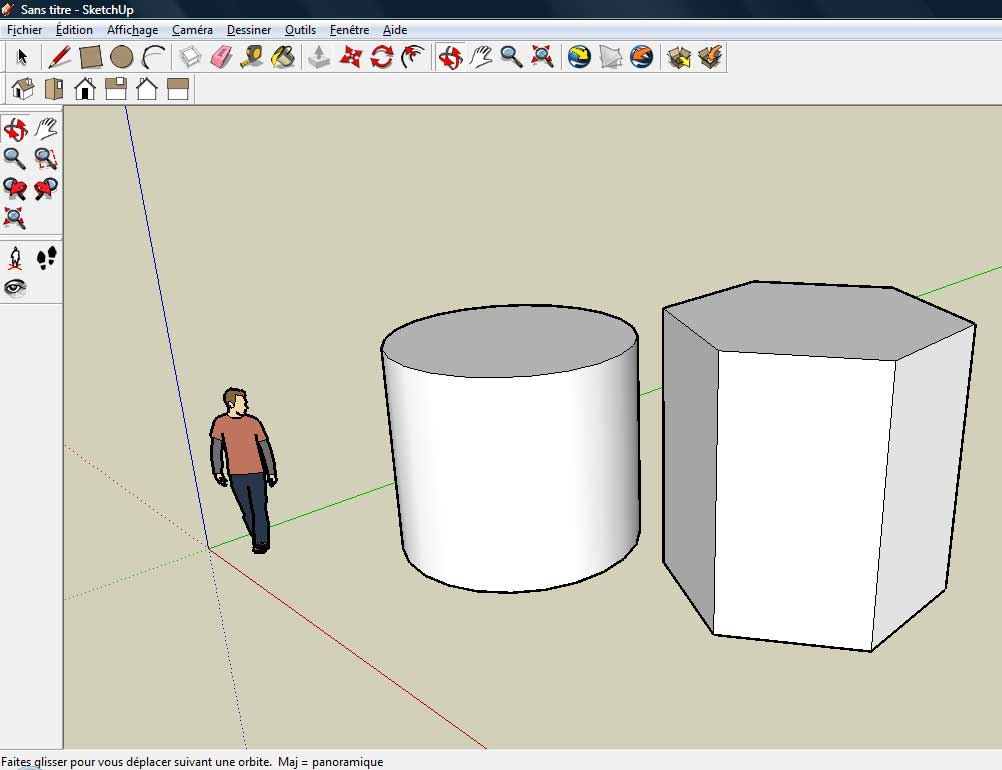 Sans titre - SketchUp
Fichier Édition Affichage Caméra Dessiner Outils Fenêtre Aide
Faites glisser pour vous déplacer suivant une orbite. Maj = panoramique